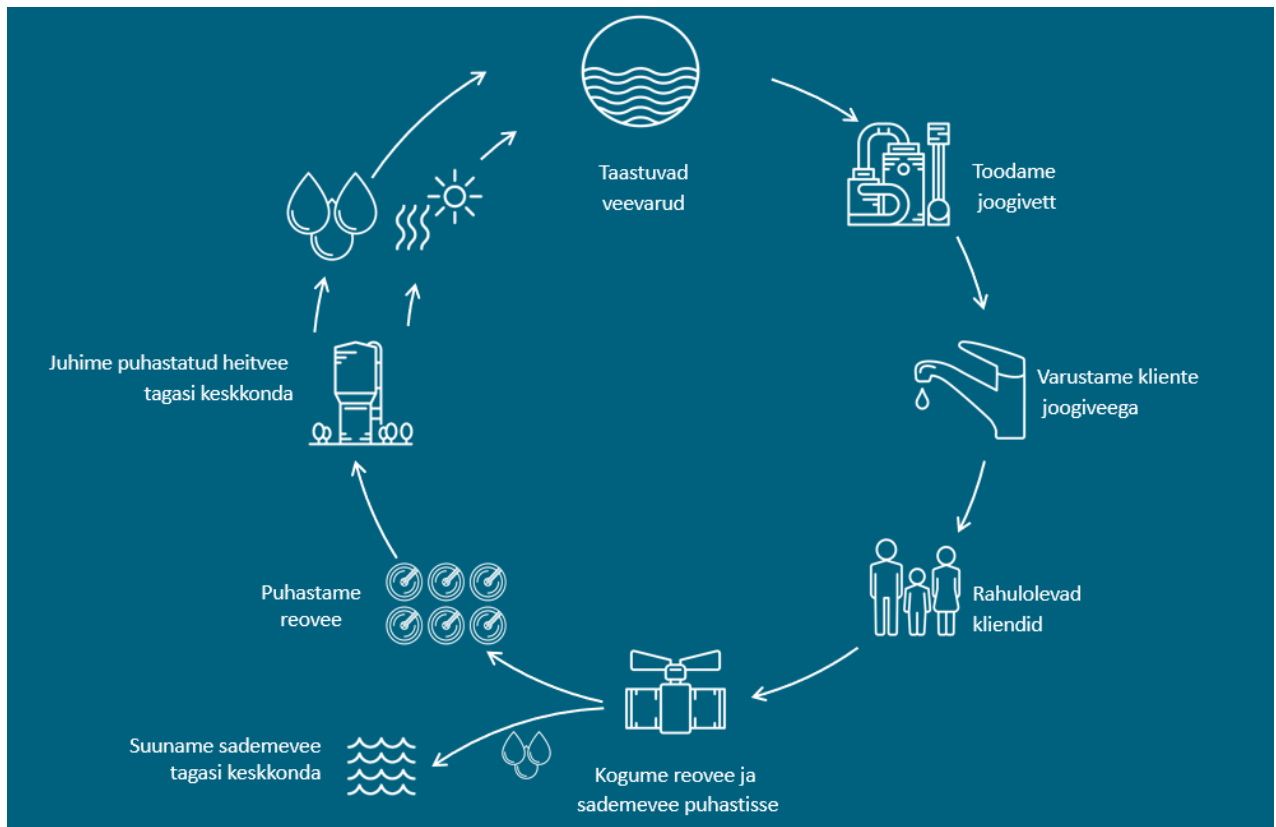 Taastuvad
veevarud
Toodame
joogivett
Varustame kliente
joogiveega
Rahulolevad
kliendid
Kogume reovee ja
sademevee puhastisse
Suuname sademevee
tagasi keskkonda
Puhastame
reovee
Juhime puhastatud heitvee
tagasi keskkonda